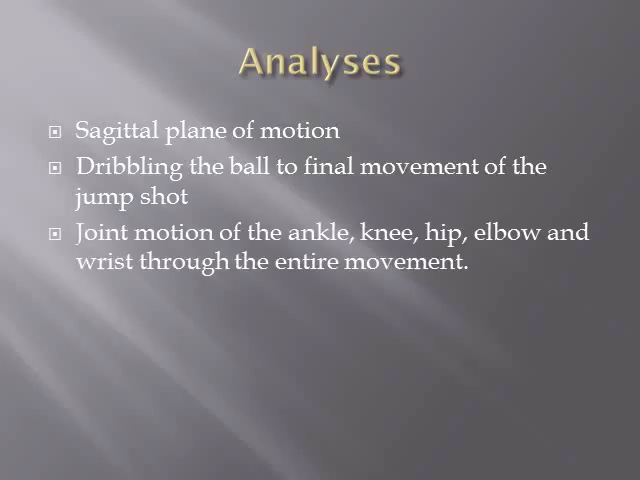 Analyses
Sagittal plane of motion
Dribbling the ball to final movement of the
jump shot
Joint motion of the ankle, knee, hip, elbow and
wrist through the entire movement.